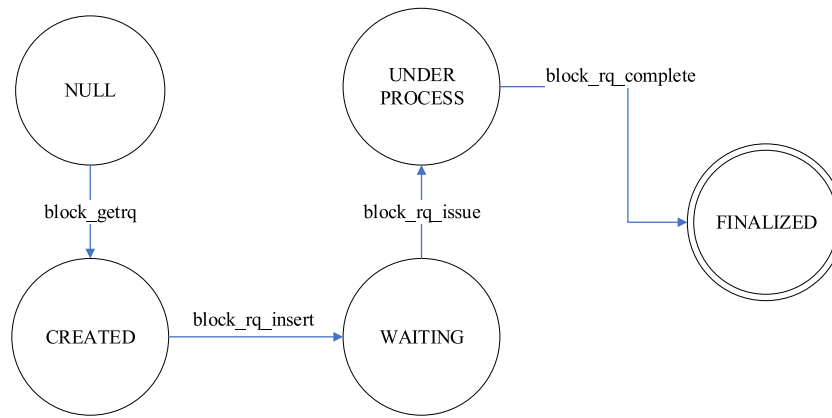 NULL
block_getrq
CREATED
block_rq_insert
WAITING
block_rq_issue
UNDER
PROCESS
block_rq_complete
FINALIZED